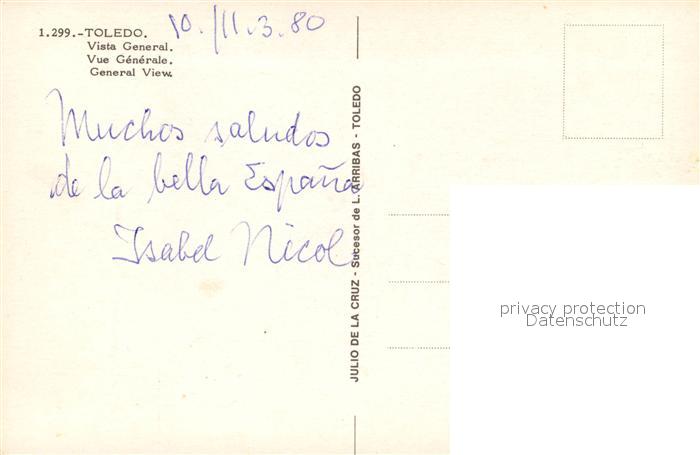 1.299.-TOLEDO.
Vista General.
Vue Générale.
General View.
10./11.3.80
Muchos saludos
de la bella España
Isabel Nicole
JULIO DE LA CRUZ - Sucesor de L. ARRIBAS - TOLEDO
privacy protection
Datenschutz